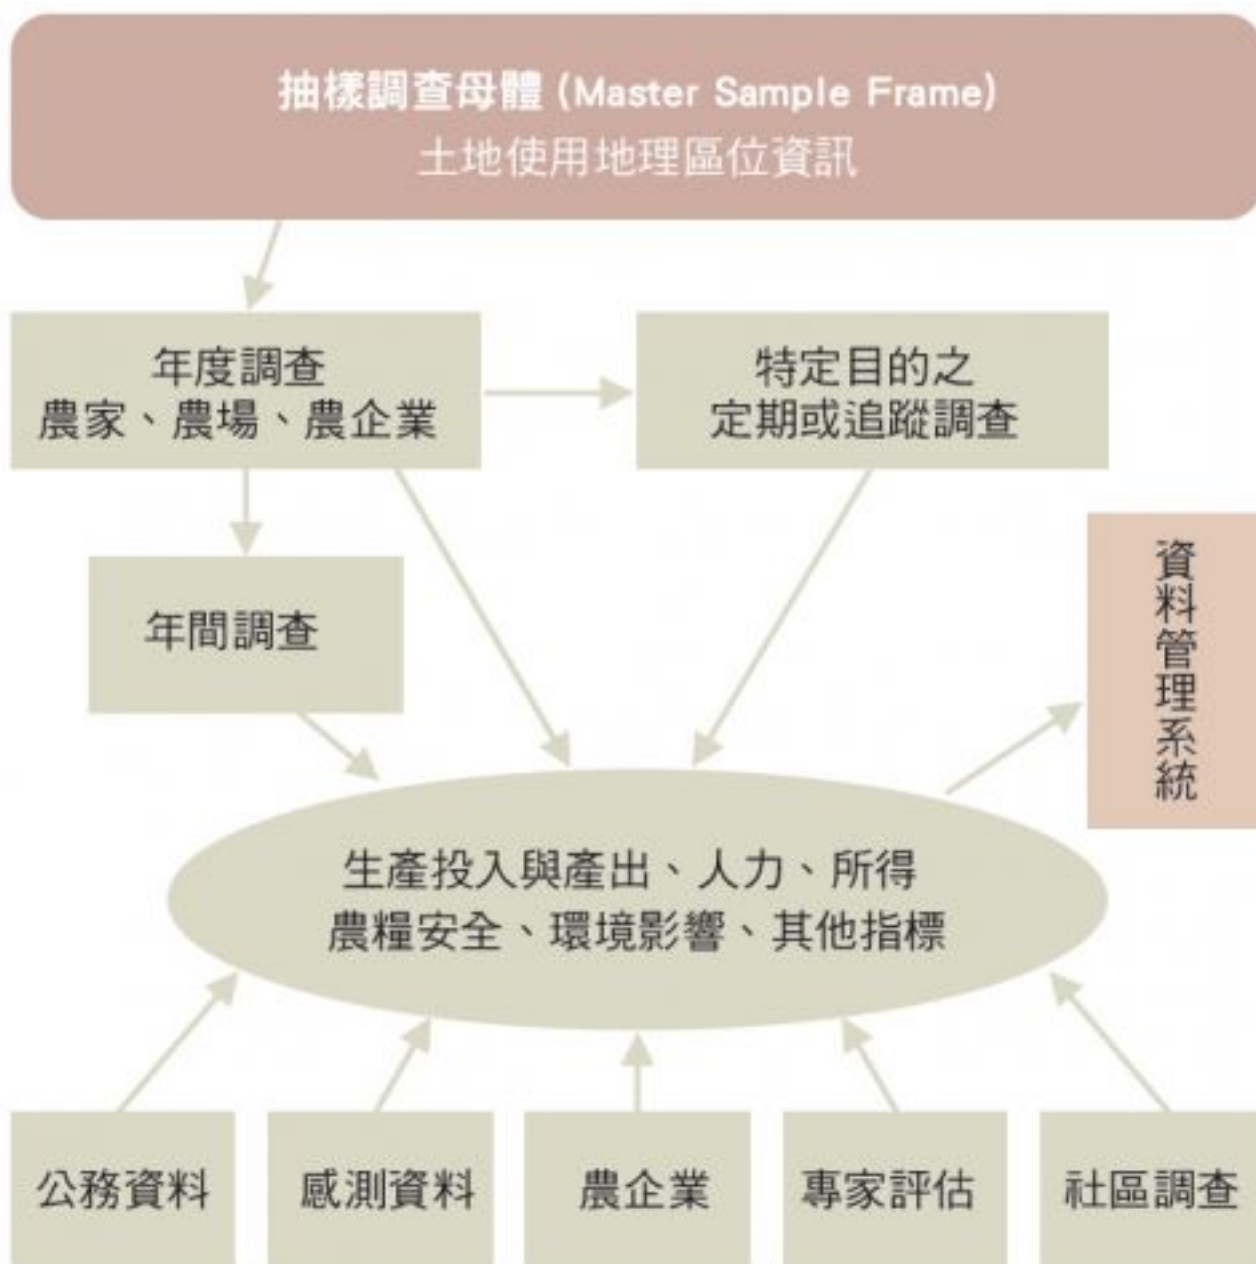 抽樣調查母體 (Master Sample Frame)
土地使用地理區位資訊
年度調查
農家、農場、農企業
特定目的之
定期或追蹤調查
年間調查
資料管理系統
生產投入與產出、人力、所得
農糧安全、環境影響、其他指標
公務資料
感測資料
農企業
專家評估
社區調查